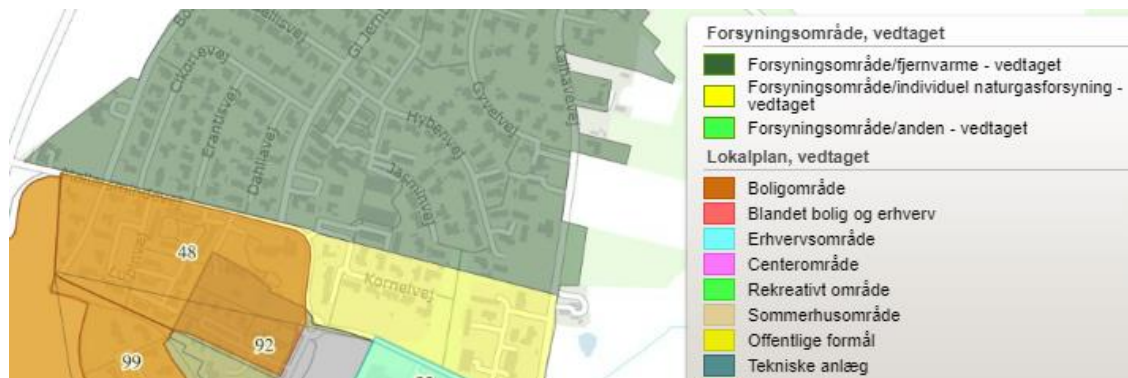 Forsyningsområde, vedtaget
Forsyningsområde/fjernvarme - vedtaget
Forsyningsområde/individuel naturgasforsyning -
vedtaget
Forsyningsområde/anden - vedtaget
Lokalplan, vedtaget
Boligområde
Blandet bolig og erhverv
Erhvervsområde
Centerområde
Rekreativt område
Sommerhusområde
Offentlige formål
Tekniske anlæg
Erantisvej
Dahliavej
Hybenvej
Gyvelvej
Jasminvej
Kornelvej
48
92
99